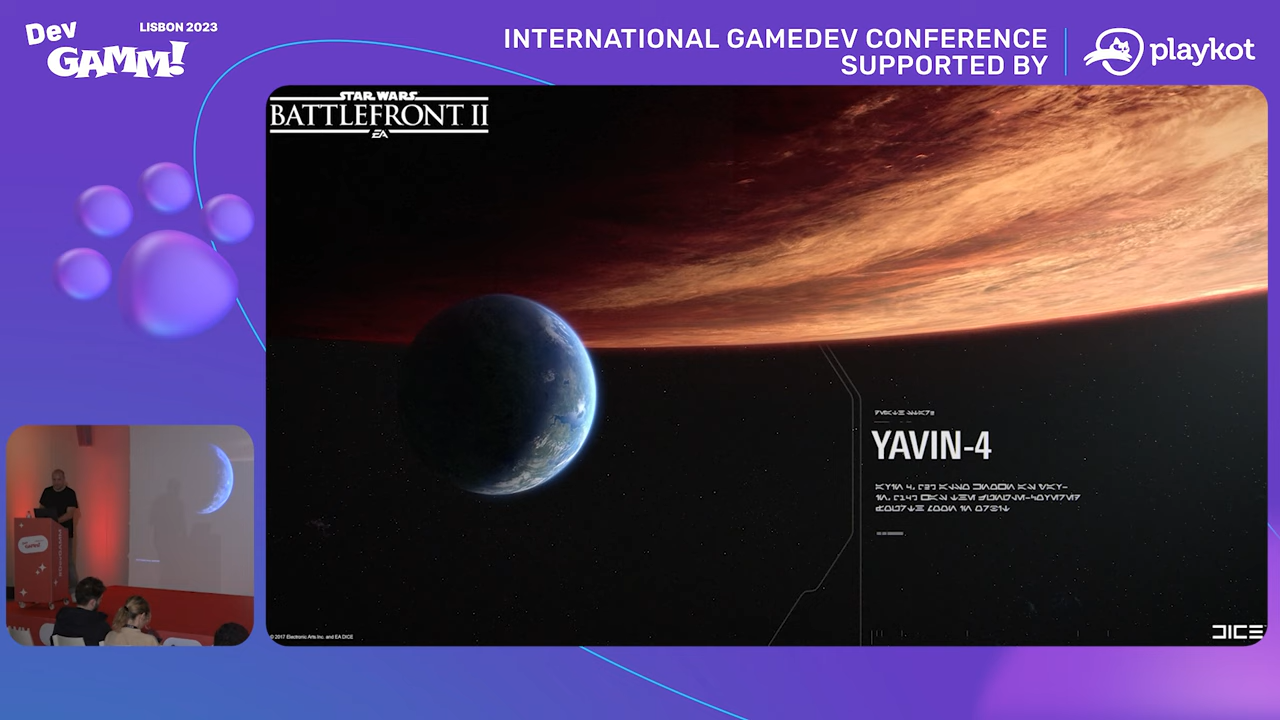 Dev
GAMM!
LISBON 2023
INTERNATIONAL GAMEDEV CONFERENCE
SUPPORTED BY
playkot
STAR WARS
BATTLEFRONT II
EA
YAVIN-4
© 2017 Electronic Arts Inc. and EA DICE
DICE